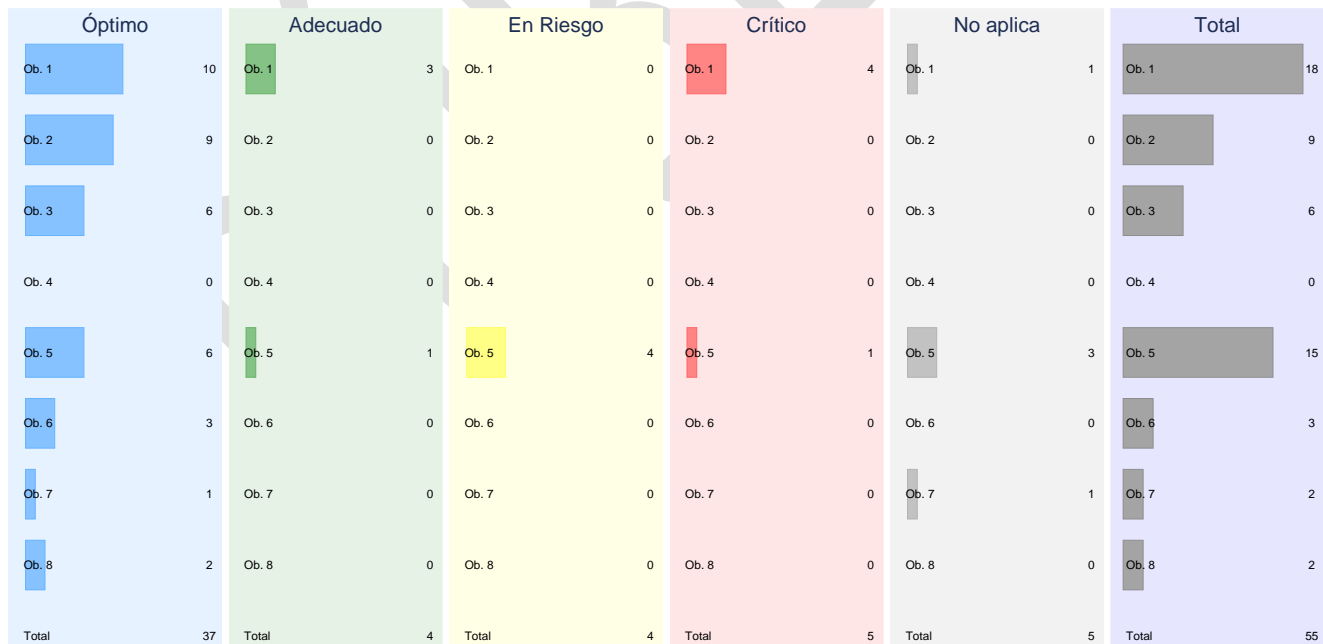 Óptimo Adecuado En Riesgo Crítico No aplica Total
Ob. 1 10 Ob. 1 3 Ob. 1 0 Ob. 1 4 Ob. 1 1 Ob. 1 18
Ob. 2 9 Ob. 2 0 Ob. 2 0 Ob. 2 0 Ob. 2 0 Ob. 2 9
Ob. 3 6 Ob. 3 0 Ob. 3 0 Ob. 3 0 Ob. 3 0 Ob. 3 6
Ob. 4 0 Ob. 4 0 Ob. 4 0 Ob. 4 0 Ob. 4 0 Ob. 4 0
Ob. 5 6 Ob. 5 1 Ob. 5 4 Ob. 5 1 Ob. 5 3 Ob. 5 15
Ob. 6 3 Ob. 6 0 Ob. 6 0 Ob. 6 0 Ob. 6 0 Ob. 6 3
Ob. 7 1 Ob. 7 0 Ob. 7 0 Ob. 7 0 Ob. 7 1 Ob. 7 2
Ob. 8 2 Ob. 8 0 Ob. 8 0 Ob. 8 0 Ob. 8 0 Ob. 8 2
Total 37 Total 4 Total 4 Total 5 Total 5 Total 55